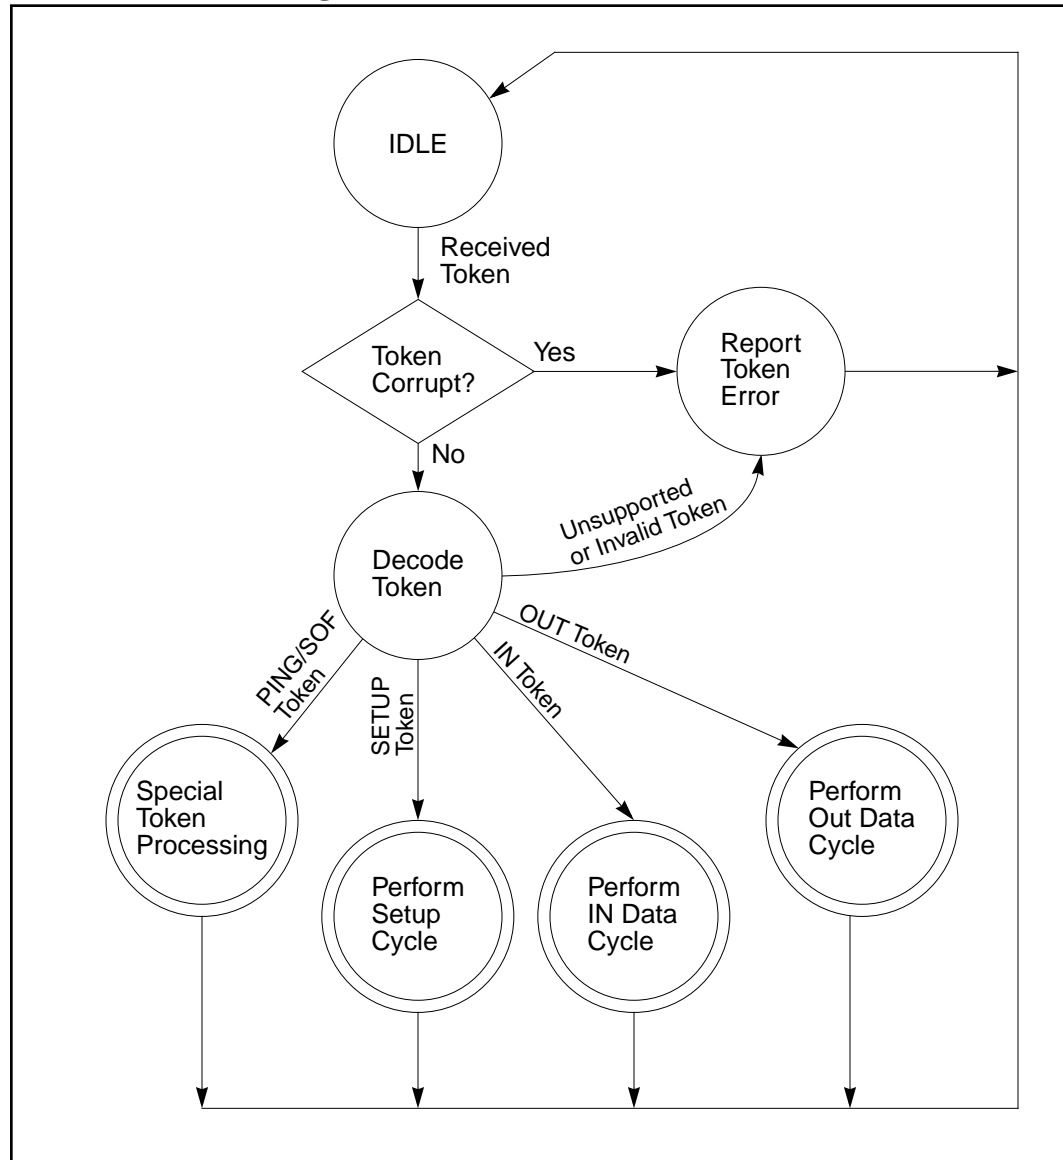 IDLE
Received
Token
Token
Corrupt?
Yes
Report
Token
Error
No
Unsupported
or Invalid Token
Decode
Token
OUT Token
IN Token
PING/SOF
Token
SETUP
Token
Special
Token
Processing
Perform
Out Data
Cycle
Perform
Setup
Cycle
Perform
IN Data
Cycle